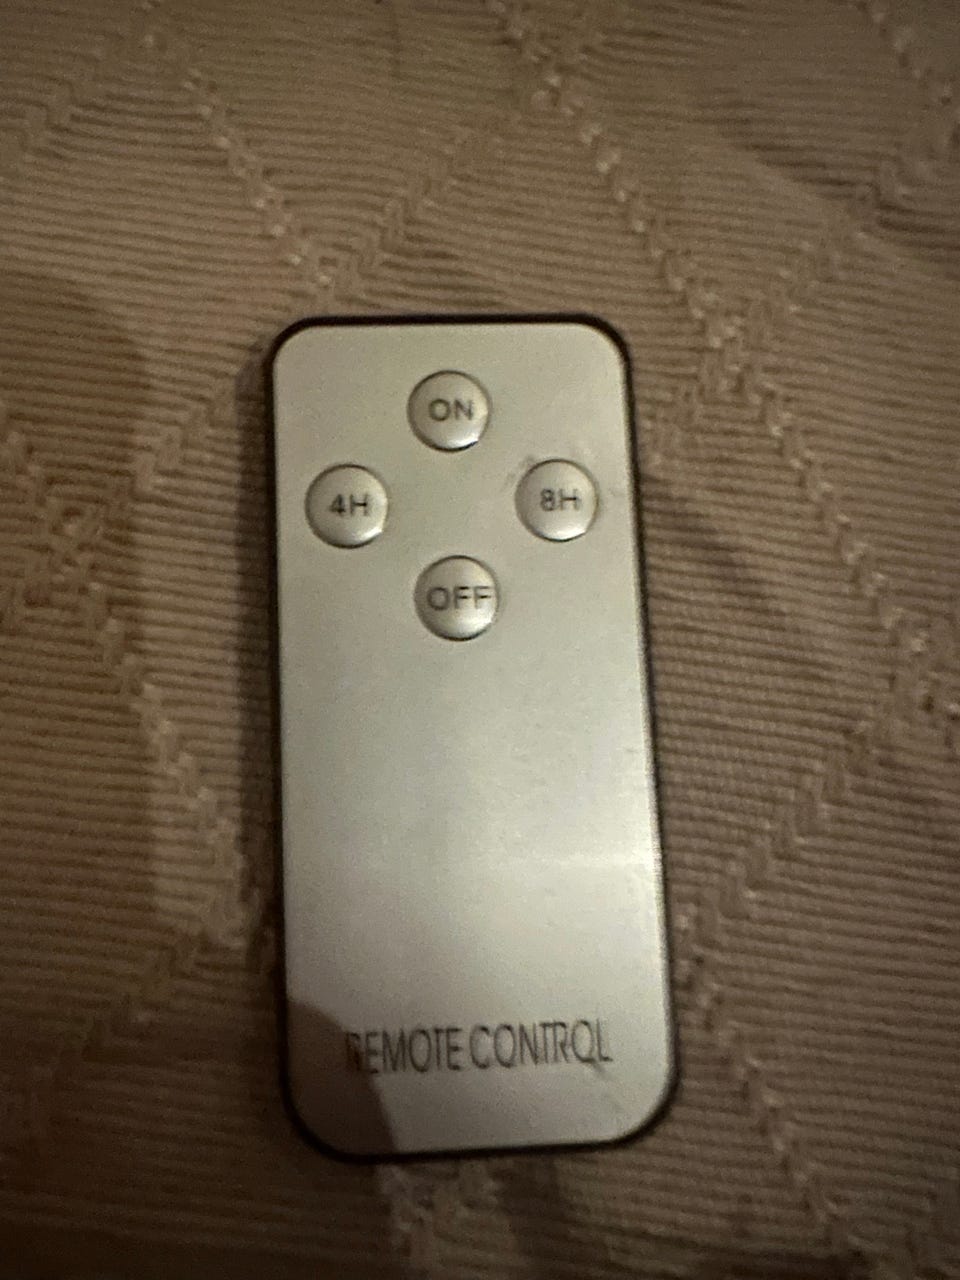 ON
4H 8H
OFF
REMOTE CONTROL